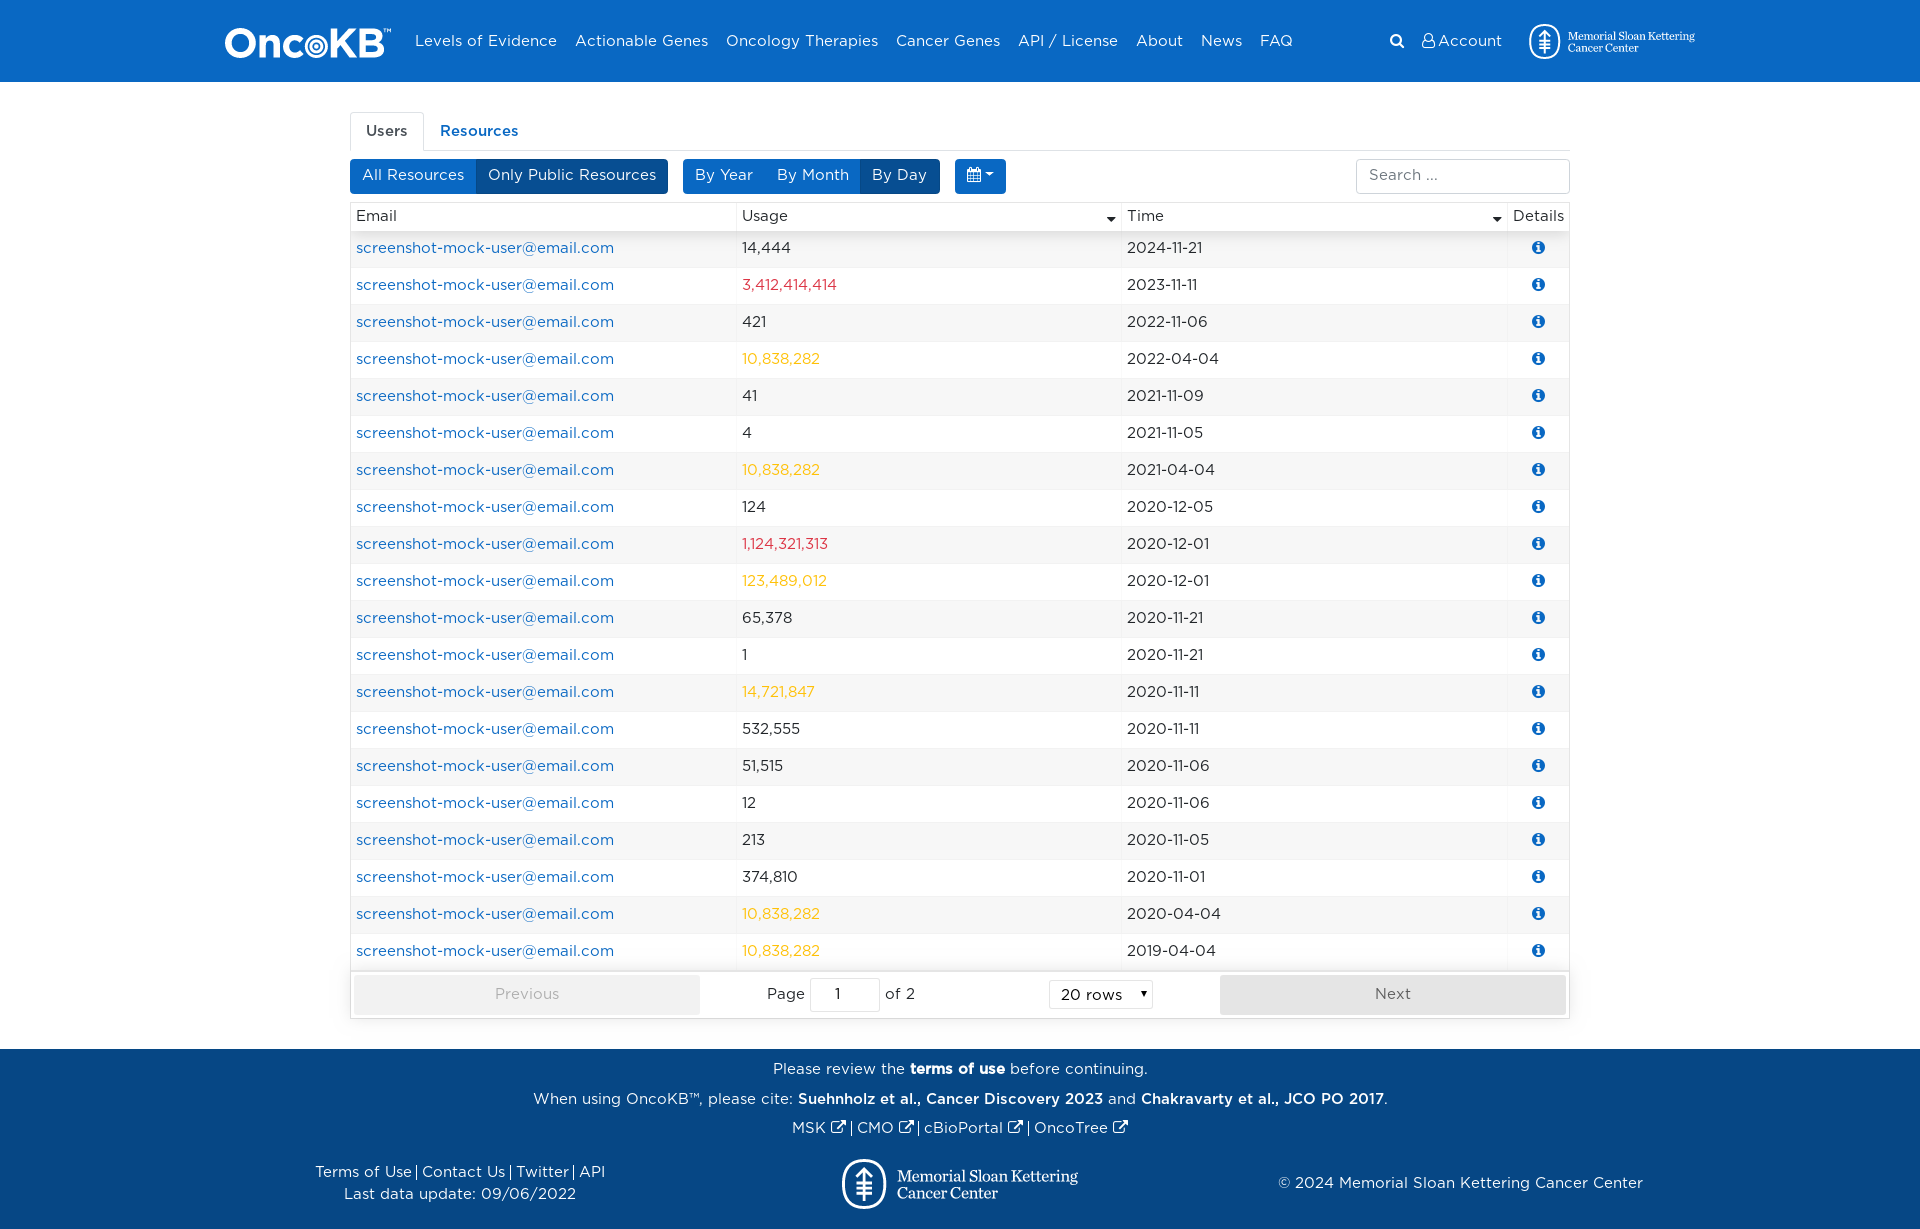 OncoKB™ Levels of Evidence Actionable Genes Oncology Therapies Cancer Genes API / License About News FAQ Account Memorial Sloan Kettering Cancer Center
Users Resources
All Resources Only Public Resources By Year By Month By Day Search ...
Email Usage Time Details
screenshot-mock-user@email.com 14,444 2024-11-21
screenshot-mock-user@email.com 3,412,414,414 2023-11-11
screenshot-mock-user@email.com 421 2022-11-06
screenshot-mock-user@email.com 10,838,282 2022-04-04
screenshot-mock-user@email.com 41 2021-11-09
screenshot-mock-user@email.com 4 2021-11-05
screenshot-mock-user@email.com 10,838,282 2021-04-04
screenshot-mock-user@email.com 124 2020-12-05
screenshot-mock-user@email.com 1,124,321,313 2020-12-01
screenshot-mock-user@email.com 123,489,012 2020-12-01
screenshot-mock-user@email.com 65,378 2020-11-21
screenshot-mock-user@email.com 1 2020-11-21
screenshot-mock-user@email.com 14,721,847 2020-11-11
screenshot-mock-user@email.com 532,555 2020-11-11
screenshot-mock-user@email.com 51,515 2020-11-06
screenshot-mock-user@email.com 12 2020-11-06
screenshot-mock-user@email.com 213 2020-11-05
screenshot-mock-user@email.com 374,810 2020-11-01
screenshot-mock-user@email.com 10,838,282 2020-04-04
screenshot-mock-user@email.com 10,838,282 2019-04-04
Previous Page 1 of 2 20 rows Next
Please review the terms of use before continuing.
When using OncoKB™, please cite: Suehnholz et al., Cancer Discovery 2023 and Chakravarty et al., JCO PO 2017.
MSK | CMO | cBioPortal | OncoTree
Terms of Use | Contact Us | Twitter | API
Last data update: 09/06/2022
Memorial Sloan Kettering
Cancer Center
© 2024 Memorial Sloan Kettering Cancer Center